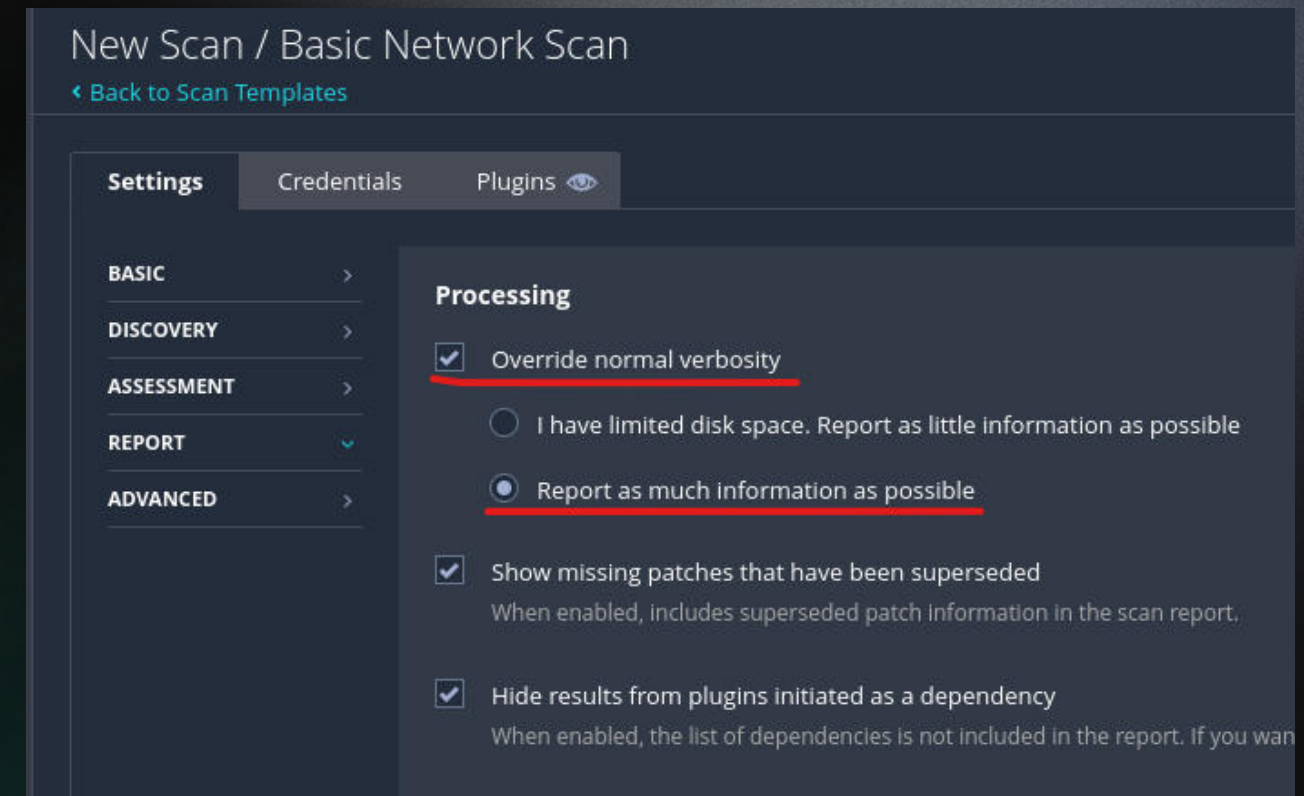 New Scan / Basic Network Scan
Back to Scan Templates
Settings Credentials Plugins
BASIC
DISCOVERY
ASSESSMENT
REPORT
ADVANCED
Processing
Override normal verbosity
I have limited disk space. Report as little information as possible
Report as much information as possible
Show missing patches that have been superseded
When enabled, includes superseded patch information in the scan report.
Hide results from plugins initiated as a dependency
When enabled, the list of dependencies is not included in the report. If you wan